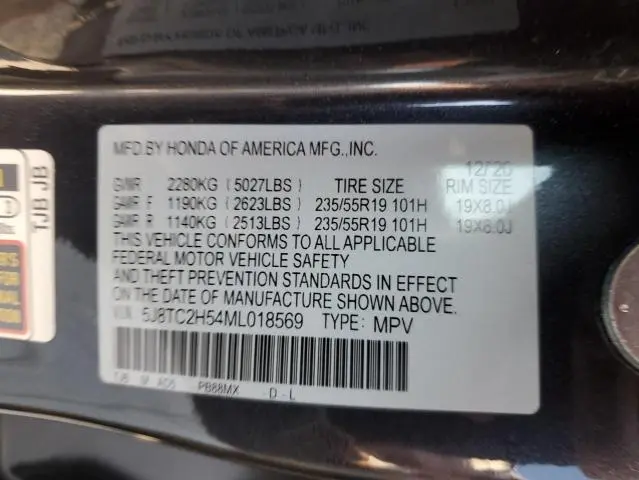 MFD.BY HONDA OF AMERICA MFG.,INC. 12/20
GVWR 2280KG (5027LBS) TIRE SIZE RIM SIZE
GAWR F 1190KG (2623LBS) 235/55R19 101H 19X8.0J
GAWR R 1140KG (2513LBS) 235/55R19 101H 19X8.0J
THIS VEHICLE CONFORMS TO ALL APPLICABLE
FEDERAL MOTOR VEHICLE SAFETY
AND THEFT PREVENTION STANDARDS IN EFFECT
ON THE DATE OF MANUFACTURE SHOWN ABOVE.
VIN 5J8TC2H54ML018569 TYPE: MPV
TJB PB88MX D-L
TJB JB